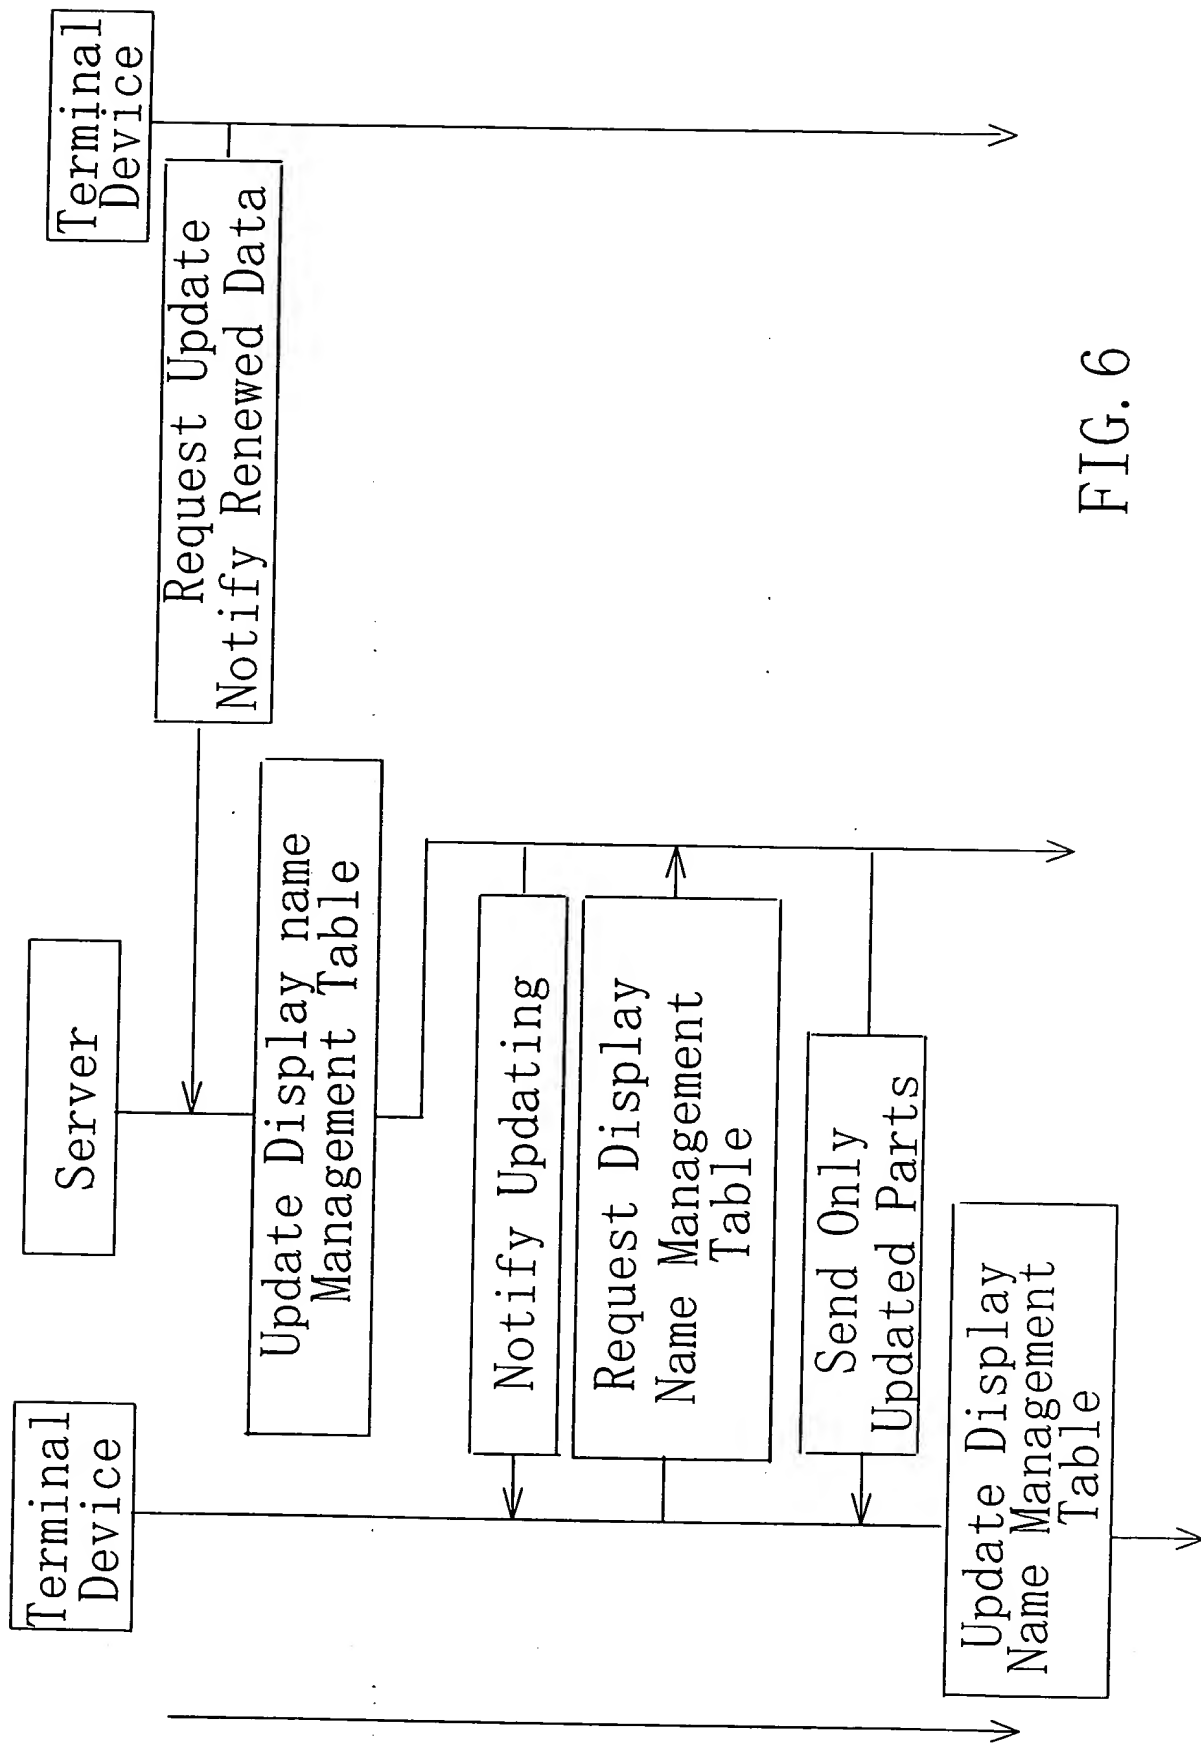 Terminal
Device
Server
Terminal
Device
Request Update
Notify Renewed Data
Update Display name
Management Table
Notify Updating
Request Display
Name Management
Table
Send Only
Updated Parts
Update Display
Name Management
Table
FIG. 6